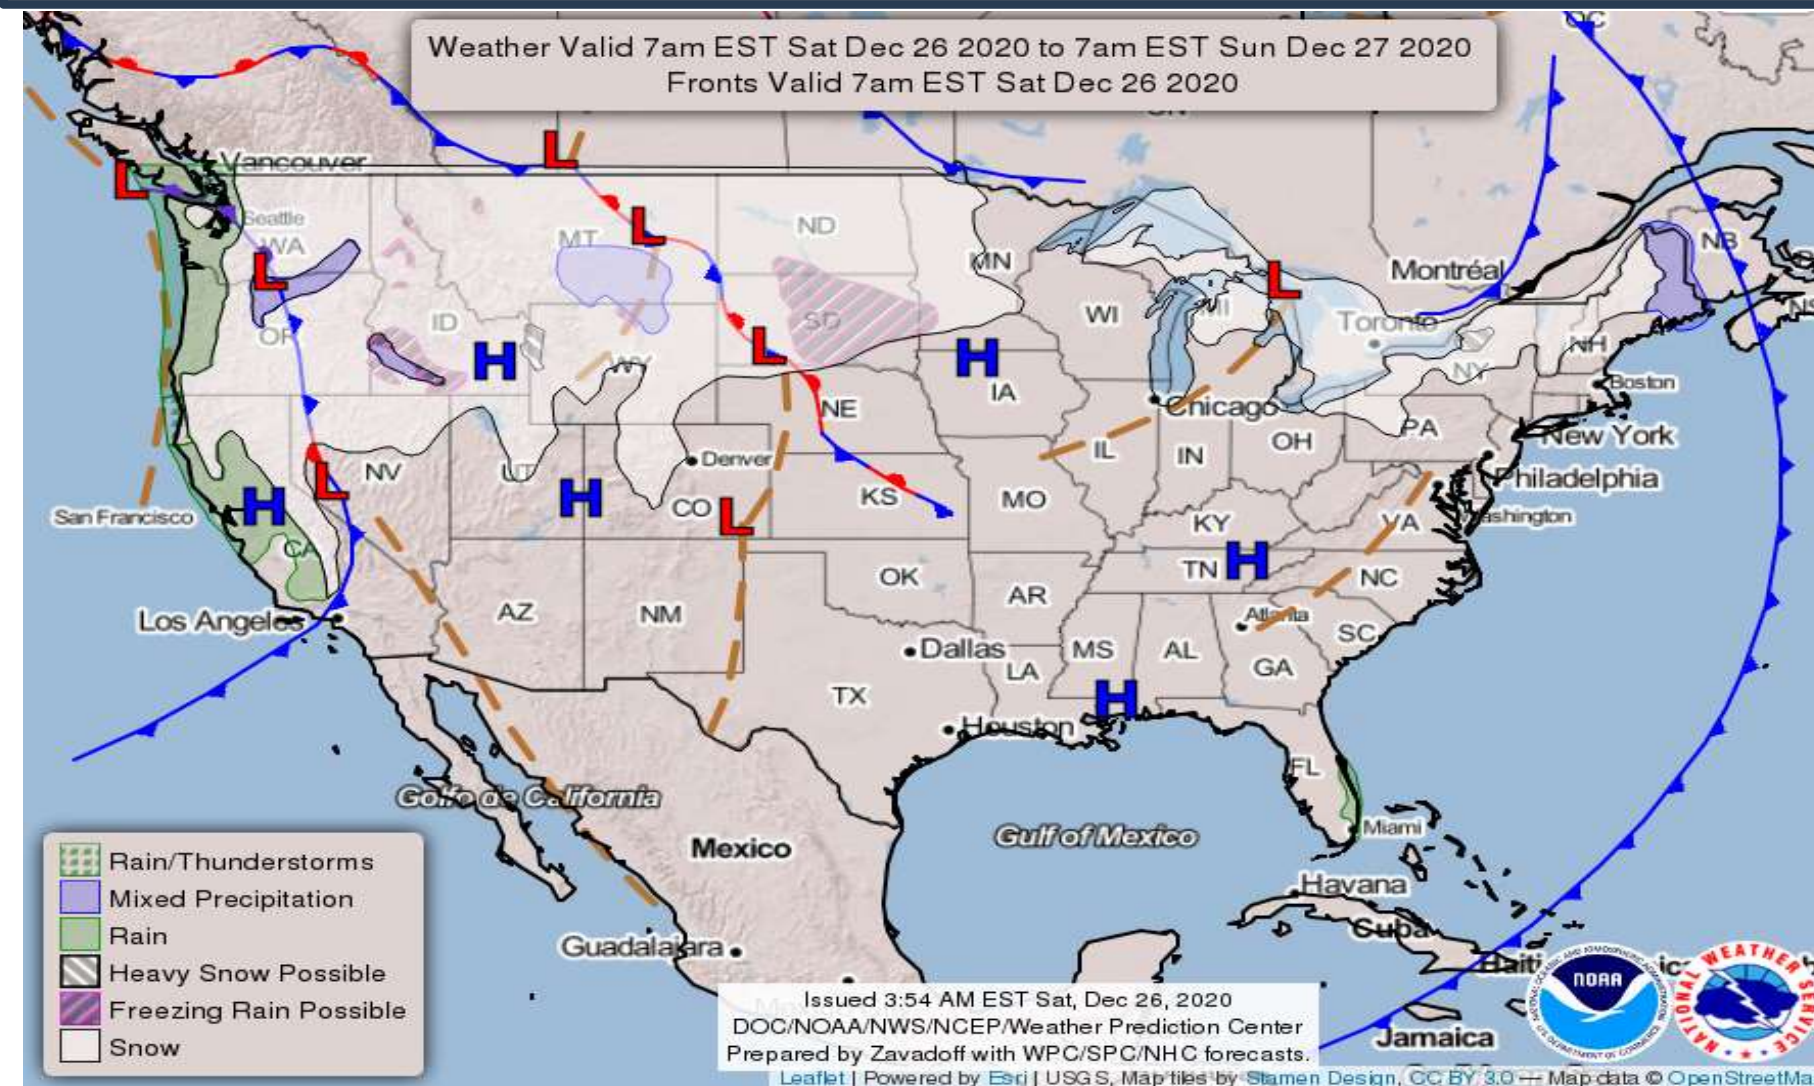 Weather Valid 7am EST Sat Dec 26 2020 to 7am EST Sun Dec 27 2020
Fronts Valid 7am EST Sat Dec 26 2020
QC
L
Vancouver
L
Seattle
WA
MT
L
ND
MN
NB
L
OR
ID
H
WY
SD
L
WI
MI
L
Montréal
Toronto
NY
NH
H
IA
NE
Chicago
Boston
PA
New York
IL
IN
OH
Philadelphia
NV
L
UT
H
Denver
CO
L
KS
MO
KY
VA
San Francisco
H
CA
TN
H
NC
OK
AR
AZ
NM
Los Angeles
Atlanta
SC
Dallas
LA
MS
AL
GA
TX
H
Houston
FL
Golfo de California
Mexico
Gulf of Mexico
Miami
Havana
Cuba
Haiti
Guadalajara
Jamaica
Rain/Thunderstorms
Mixed Precipitation
Rain
Heavy Snow Possible
Freezing Rain Possible
Snow
NOAA
NATIONAL WEATHER SERVICE
Issued 3:54 AM EST Sat, Dec 26, 2020
DOC/NOAA/NWS/NCEP/Weather Prediction Center
Prepared by Zavadoff with WPC/SPC/NHC forecasts.
Leaflet | Powered by Esri | USGS, Map tiles by Stamen Design, CC BY 3.0 — Map data © OpenStreetMa